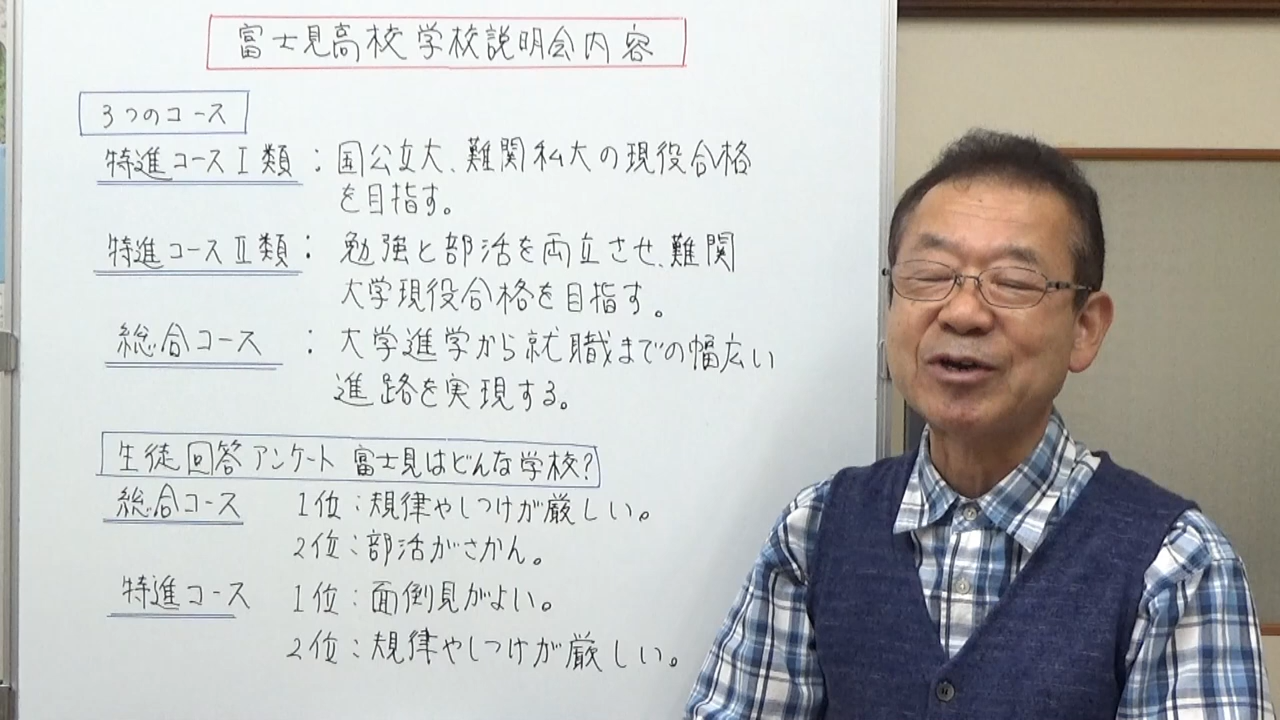 富士見高校学校説明会内容
3つのコース
特進コースⅠ類：国公立大、難関私大の現役合格
を目指す。
特進コースⅡ類：勉強と部活を両立させ、難関
大学現役合格を目指す。
総合コース：大学進学から就職までの幅広い
進路を実現する。
生徒回答アンケート 富士見はどんな学校?
総合コース 1位：規律やしつけが厳しい。
2位：部活がさかん。
特進コース 1位：面倒見がよい。
2位：規律やしつけが厳しい。